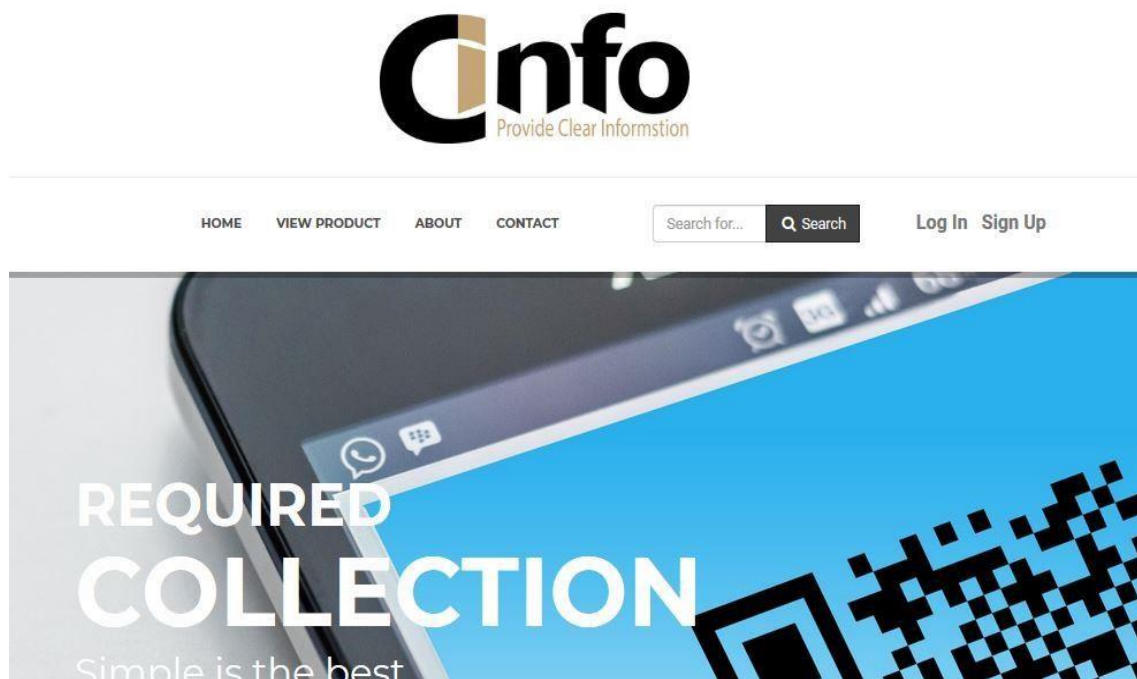 Cinfo
Provide Clear Informstion
HOME VIEW PRODUCT ABOUT CONTACT Search for... Search Log In Sign Up
3G
REQUIRED
COLLECTION
Simple is the best